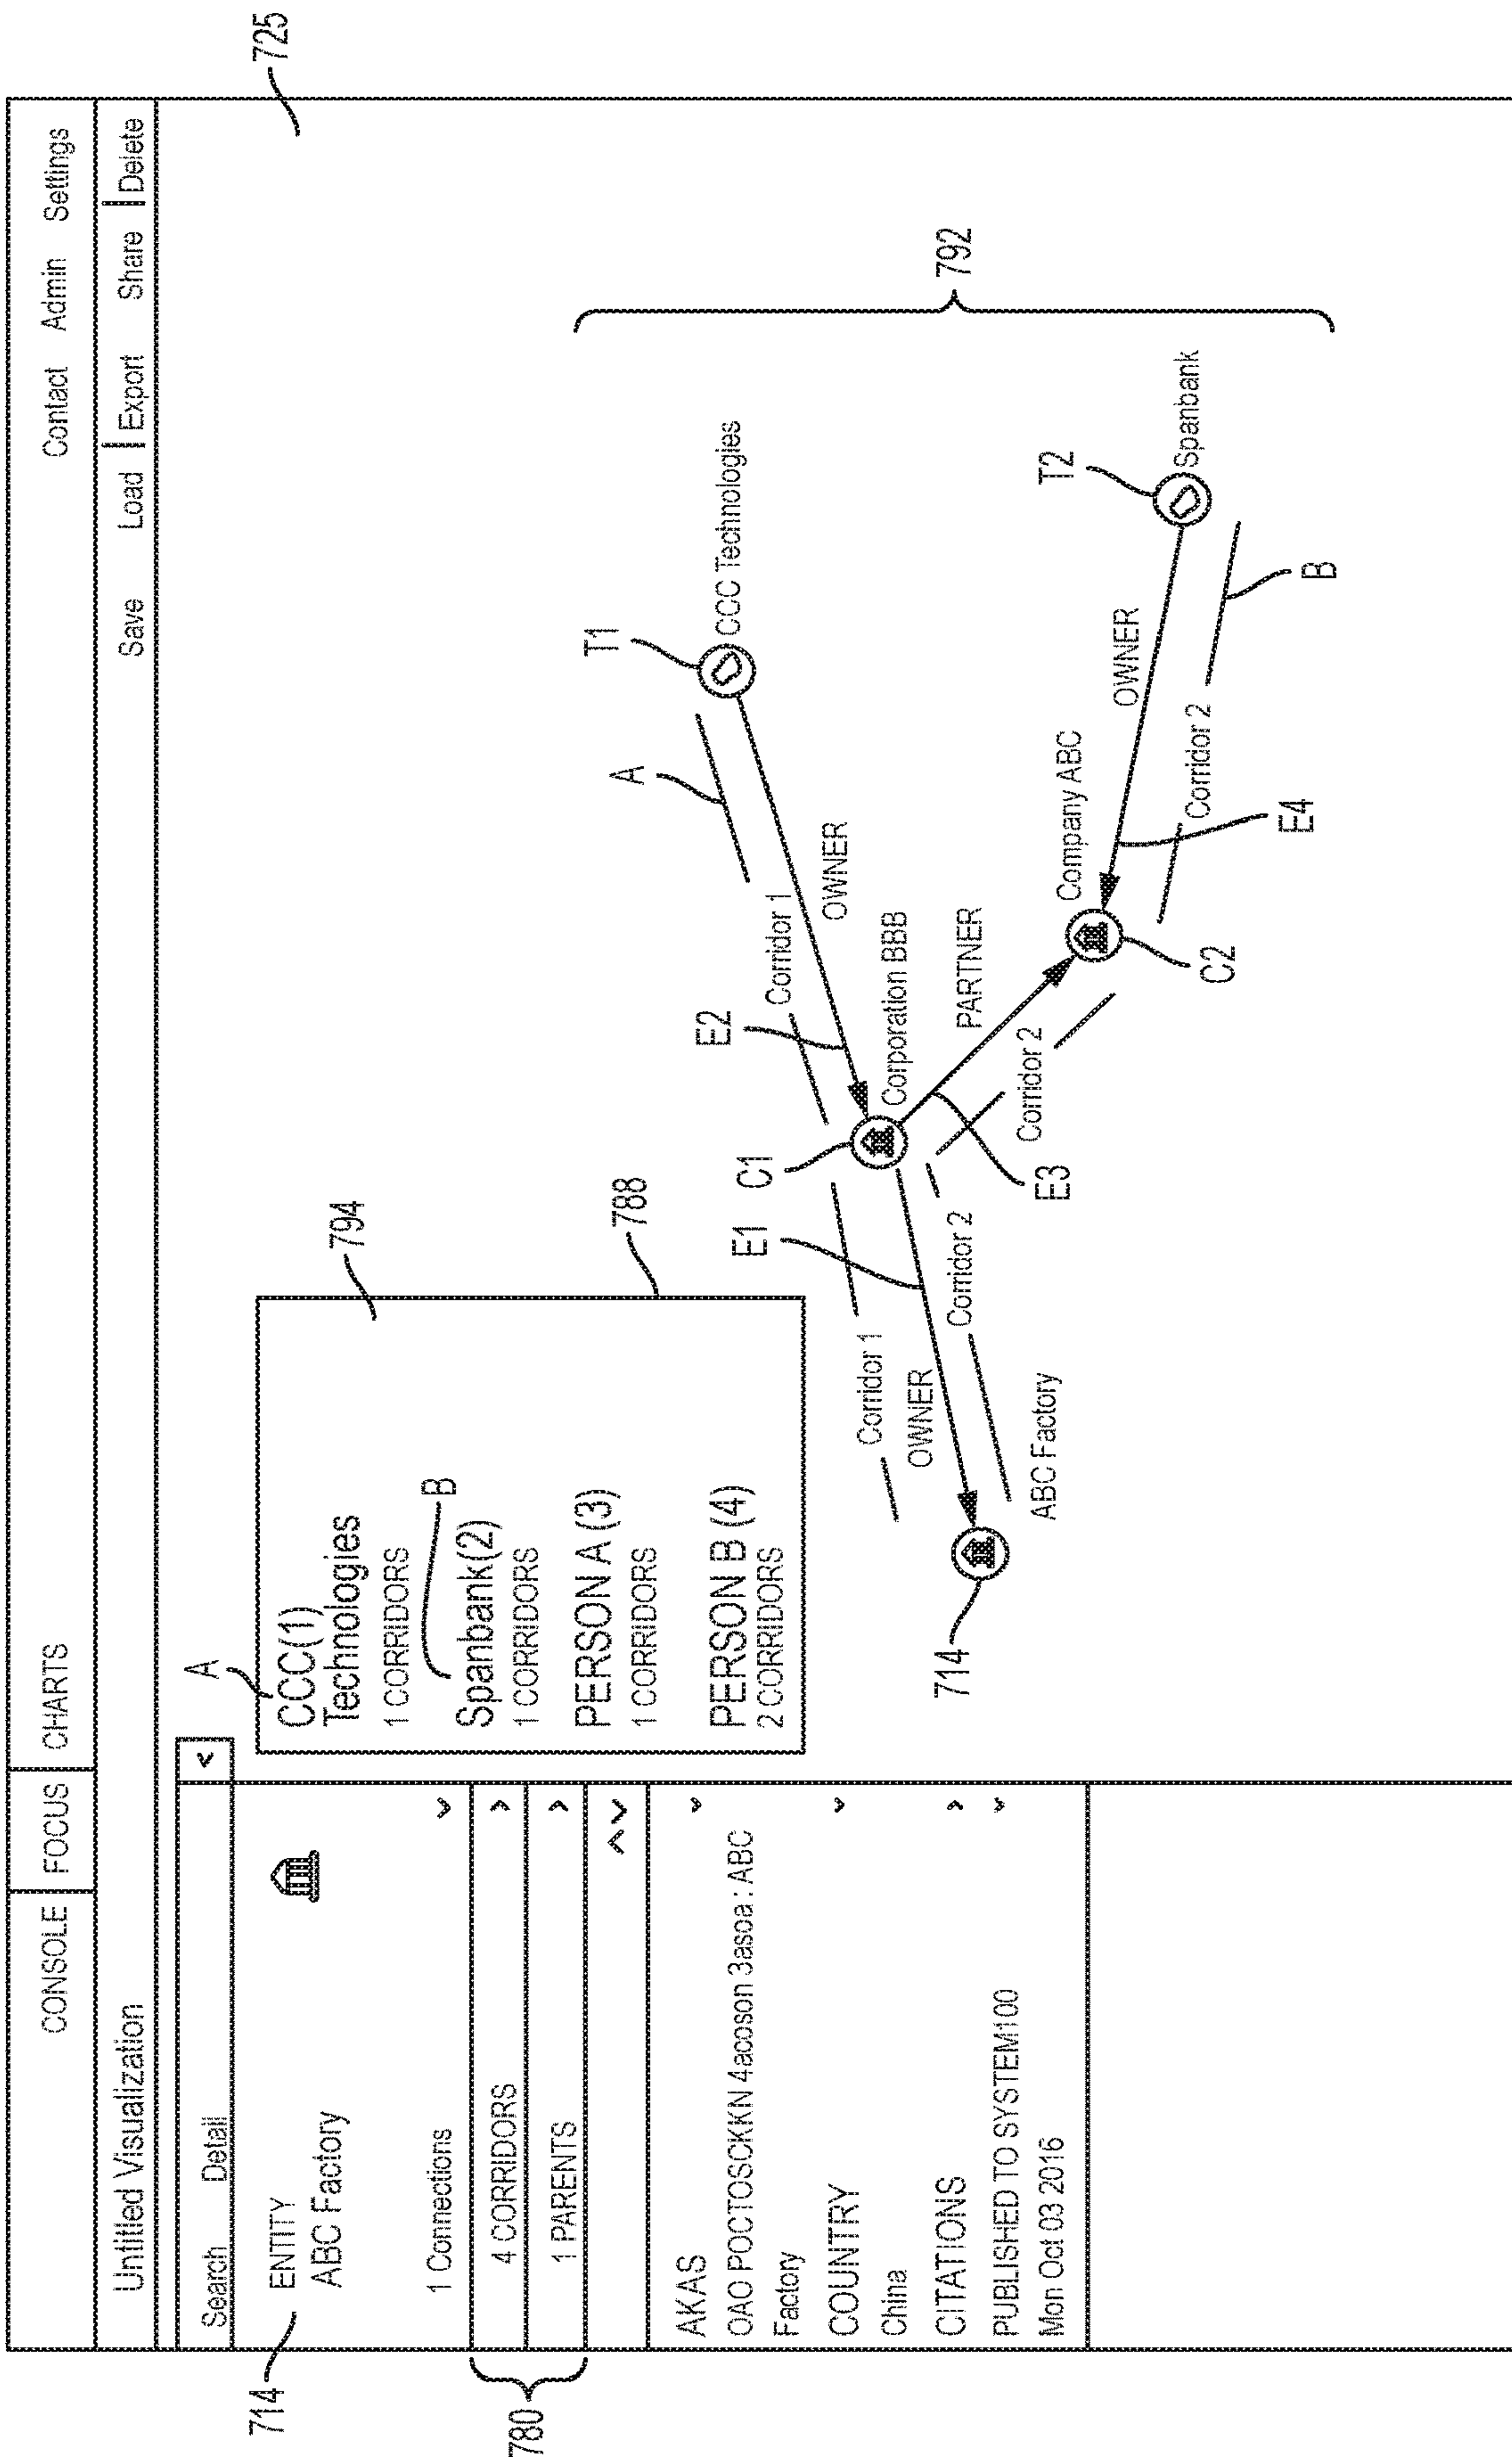 CONSOLE
FOCUS
CHARTS
Contact
Admin
Settings
Untitled Visualization
Save
Load
Export
Share
Delete
725
Search
Detail
<
714
ENTITY
ABC Factory
1 Connections
780
4 CORRIDORS
1 PARENTS
AKAS
OAO POCTOSCKKN 4acoson 3asoa : ABC
Factory
COUNTRY
China
CITATIONS
PUBLISHED TO SYSTEM100
Mon Oct 03 2016
A
CCC(1)
Technologies
1 CORRIDORS
B
Spanbank(2)
1 CORRIDORS
PERSON A (3)
1 CORRIDORS
PERSON B (4)
2 CORRIDORS
794
788
792
T1
CCC Technologies
A
Corridor 1
OWNER
E2
C1
Corporation BBB
E1
Corridor 1
OWNER
Corridor 2
714
ABC Factory
PARTNER
E3
Corridor 2
Company ABC
C2
OWNER
E4
Corridor 2
T2
Spanbank
B